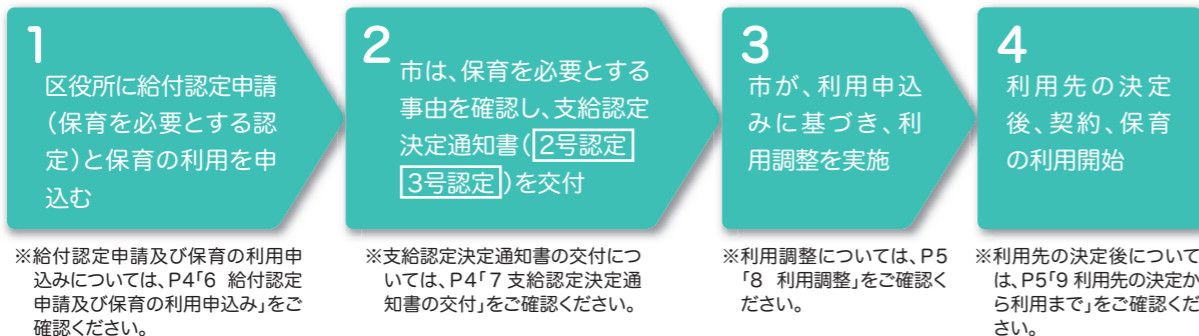 1
区役所に給付認定申請
(保育を必要とする認
定)と保育の利用を申
込む
2
市は、保育を必要とする
事由を確認し、支給認定
決定通知書(2号認定
3号認定)を交付
3
市が、利用申込
みに基づき、利
用調整を実施
4
利用先の決定
後、契約、保育
の利用開始
※給付認定申請及び保育の利用申
込みについては、P4「6 給付認定
申請及び保育の利用申込み」をご
確認ください。
※支給認定決定通知書の交付につ
いては、P4「7 支給認定決定通
知書の交付」をご確認ください。
※利用調整については、P5
「8 利用調整」をご確認く
ださい。
※利用先の決定後について
は、P5「9 利用先の決定か
ら利用まで」をご確認くだ
さい。